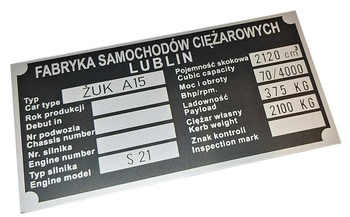 FABRYKA SAMOCHODÓW CIĘŻAROWYCH
LUBLIN
Typ
Car type
ŻUK A15
Rok produkcji
Debut in
Nr podwozia
Chassis number
Nr. silnika
Engine number
Typ silnika
Engine model
S 21
Pojemność skokowa
Cubic capacity
2120 cm³
Moc i obroty
Bhp/rpm.
70/4000
Ładowność
Payload
375 KG
Ciężar własny
Kerb weight
2100 KG
Znak kontroli
Inspection mark